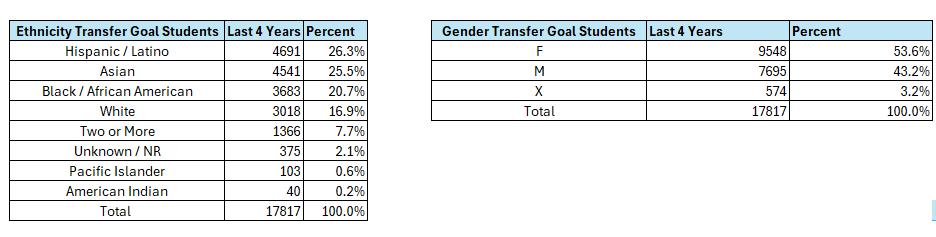 Ethnicity Transfer Goal Students Last 4 Years Percent
Hispanic / Latino 4691 26.3%
Asian 4541 25.5%
Black / African American 3683 20.7%
White 3018 16.9%
Two or More 1366 7.7%
Unknown / NR 375 2.1%
Pacific Islander 103 0.6%
American Indian 40 0.2%
Total 17817 100.0%
Gender Transfer Goal Students Last 4 Years Percent
F 9548 53.6%
M 7695 43.2%
X 574 3.2%
Total 17817 100.0%